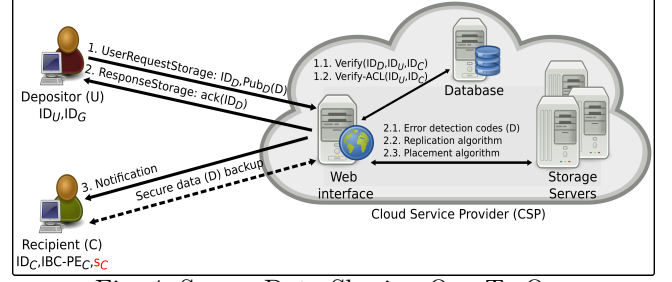 1. UserRequestStorage: ID_D,Pub_D(D)
2. ResponseStorage: ack(ID_D)
Depositor (U)
ID_U,ID_G
1.1. Verify(ID_D,ID_U,ID_C)
1.2. Verify-ACL(ID_U,ID_C)
Database
2.1. Error detection codes (D)
2.2. Replication algorithm
2.3. Placement algorithm
3. Notification
Secure data (D) backup
Web
interface
Storage
Servers
Cloud Service Provider (CSP)
Recipient (C)
ID_C,IBC-PE_C,s_C